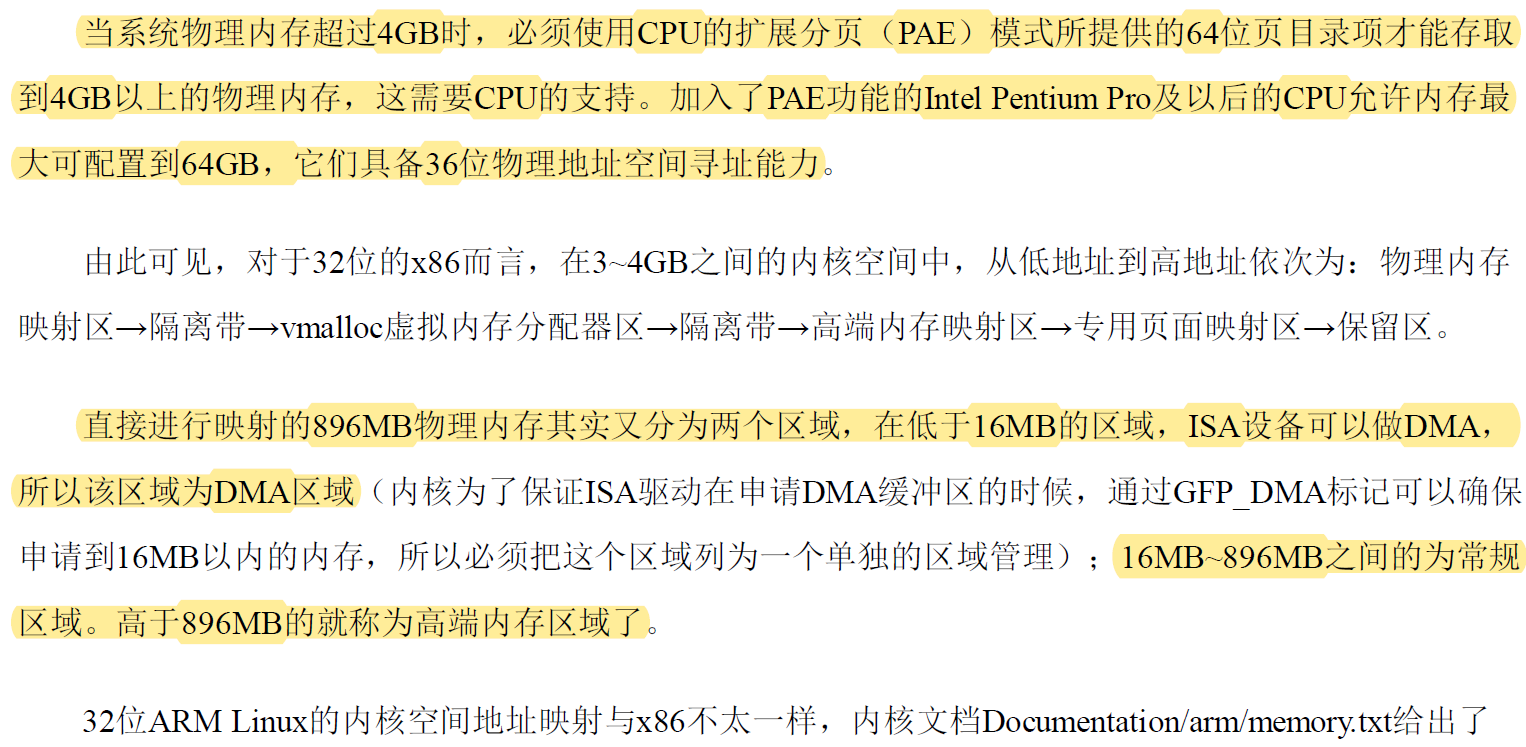 当系统物理内存超过4GB时，必须使用CPU的扩展分页（PAE）模式所提供的64位页目录项才能存取
到4GB以上的物理内存，这需要CPU的支持。加入了PAE功能的Intel Pentium Pro及以后的CPU允许内存最
大可配置到64GB，它们具备36位物理地址空间寻址能力。
由此可见，对于32位的x86而言，在3~4GB之间的内核空间中，从低地址到高地址依次为：物理内存
映射区→隔离带→vmalloc虚拟内存分配器区→隔离带→高端内存映射区→专用页面映射区→保留区。
直接进行映射的896MB物理内存其实又分为两个区域，在低于16MB的区域，ISA设备可以做DMA，
所以该区域为DMA区域（内核为了保证ISA驱动在申请DMA缓冲区的时候，通过GFP_DMA标记可以确保
申请到16MB以内的内存，所以必须把这个区域列为一个单独的区域管理）；16MB~896MB之间的为常规
区域。高于896MB的就称为高端内存区域了。
32位ARM Linux的内核空间地址映射与x86不太一样，内核文档Documentation/arm/memory.txt给出了